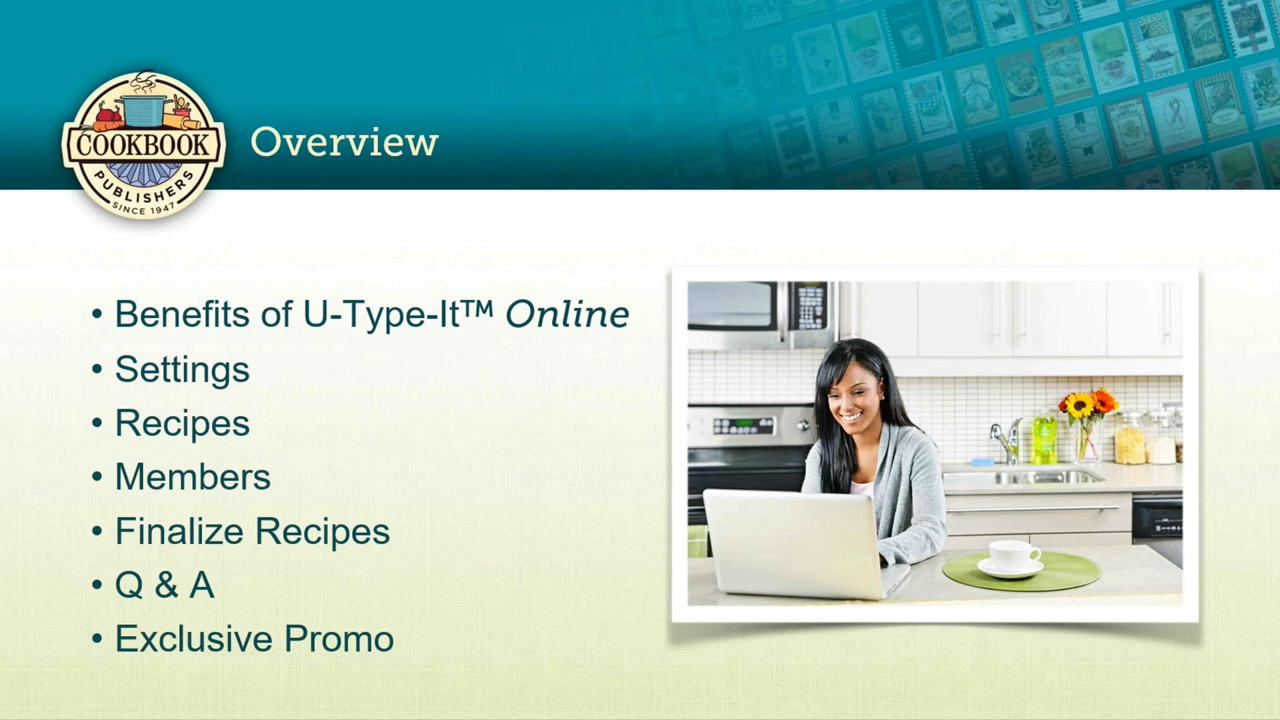 COOKBOOK
PUBLISHERS
SINCE 1947
Overview
• Benefits of U-Type-It™ Online
• Settings
• Recipes
• Members
• Finalize Recipes
• Q & A
• Exclusive Promo